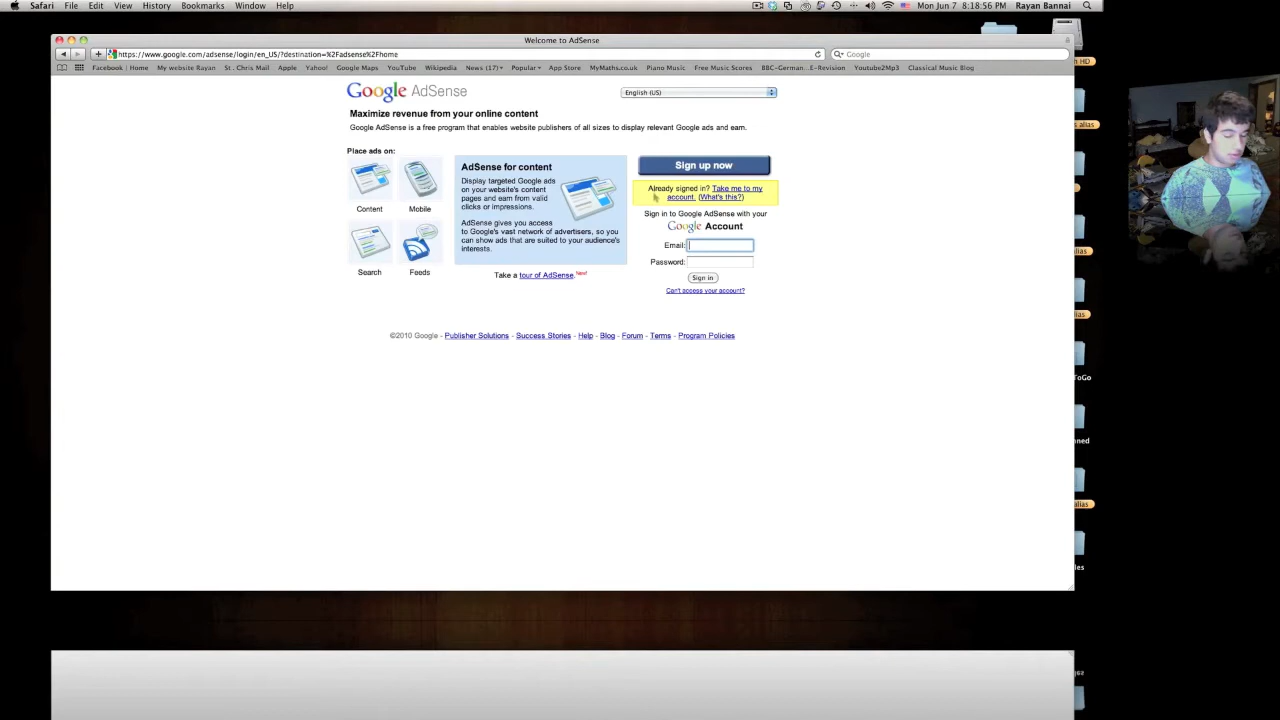 Safari File Edit View History Bookmarks Window Help Mon Jun 7 8:18:56 PM Rayan Bannai
Welcome to AdSense
https://www.google.com/adsense/login/en_US/?destination=%2Fadsense%2Fhome Google
Facebook | Home My website Rayan St . Chris Mail Apple Yahoo! Google Maps YouTube Wikipedia News (17) Popular App Store MyMaths.co.uk Piano Music Free Music Scores BBC-German...E-Revision Youtube2Mp3 Classical Music Blog
Google AdSense
English (US)
Maximize revenue from your online content
Google AdSense is a free program that enables website publishers of all sizes to display relevant Google ads and earn.
Place ads on:
Content
Mobile
Search
Feeds
AdSense for content
Display targeted Google ads
on your website's content
pages and earn from valid
clicks or impressions.
AdSense gives you access
to Google's vast network of advertisers, so you
can show ads that are suited to your audience's
interests.
Take a tour of AdSense. New!
Sign up now
Already signed in? Take me to my
account. (What's this?)
Sign in to Google AdSense with your
Google Account
Email:
Password:
Sign in
Can't access your account?
©2010 Google - Publisher Solutions - Success Stories - Help - Blog - Forum - Terms - Program Policies
HD
s alias
alias
ias
ToGo
nned
alias
les